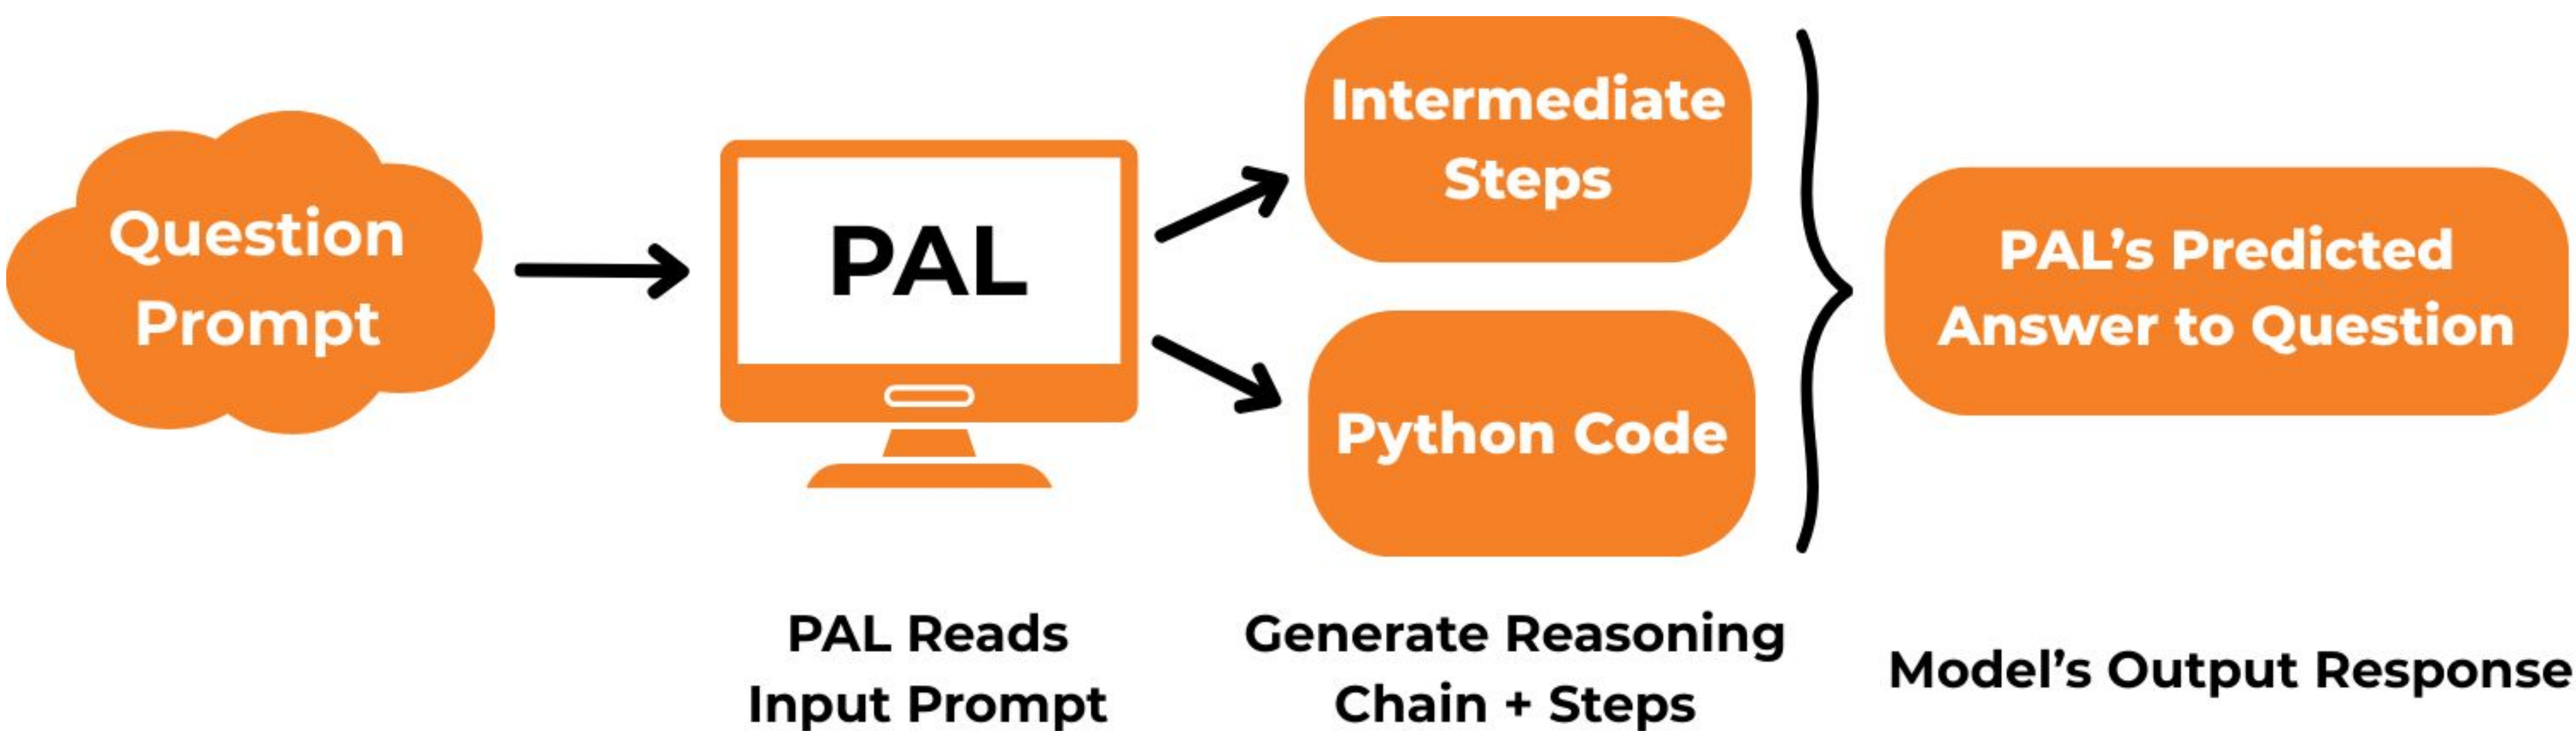 Question
Prompt
PAL
Intermediate
Steps
Python Code
PAL’s Predicted
Answer to Question
PAL Reads
Input Prompt
Generate Reasoning
Chain + Steps
Model’s Output Response